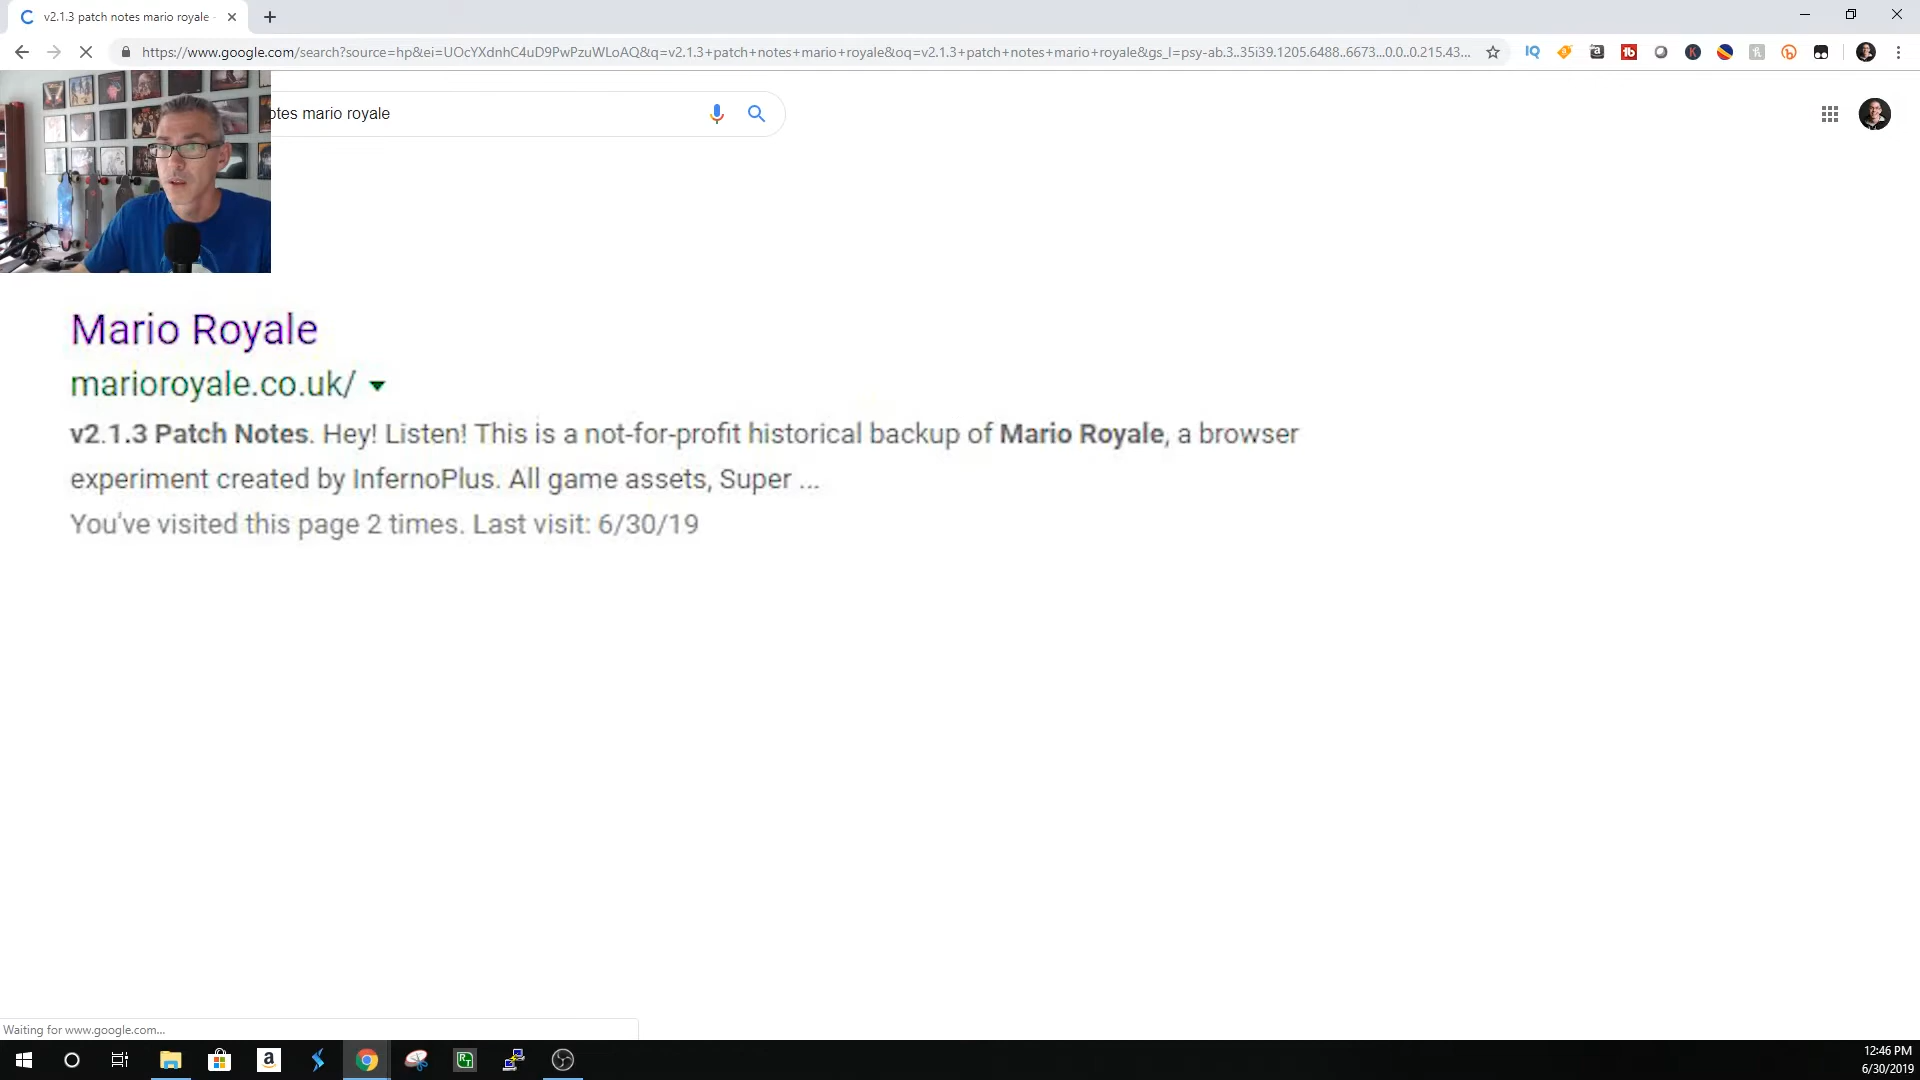 v2.1.3 patch notes mario royale -
https://www.google.com/search?source=hp&ei=UOcYXdnhC4uD9PwPzuWLoAQ&q=v2.1.3+patch+notes+mario+royale&oq=v2.1.3+patch+notes+mario+royale&gs_l=psy-ab.3..35i39.1205.6488..6673...0.0..0.215.43...
IQ
a
tb
K
h
otes mario royale
Mario Royale
marioroyale.co.uk/
v2.1.3 Patch Notes. Hey! Listen! This is a not-for-profit historical backup of Mario Royale, a browser
experiment created by InfernoPlus. All game assets, Super ...
You've visited this page 2 times. Last visit: 6/30/19
Waiting for www.google.com...
a
RT
12:46 PM
6/30/2019